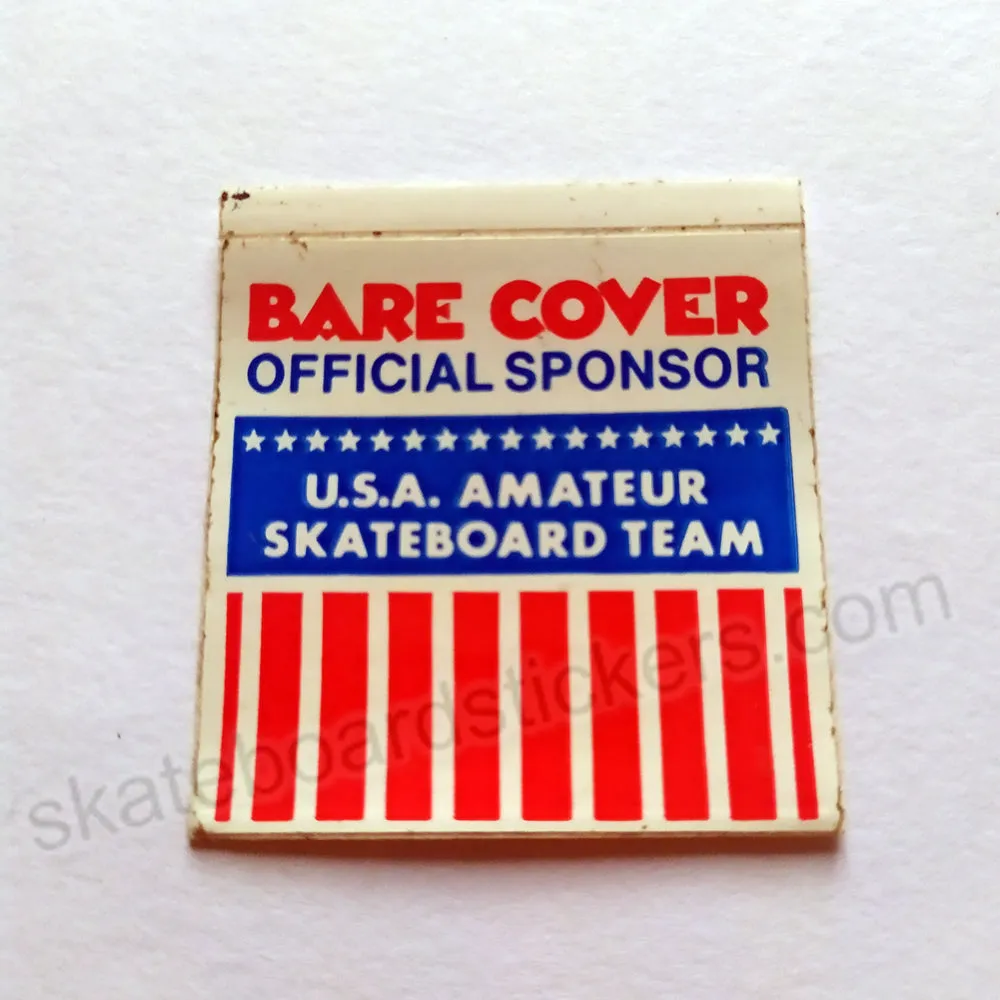 BARE COVER
OFFICIAL SPONSOR
U.S.A. AMATEUR
SKATEBOARD TEAM
skateboardstickers.com